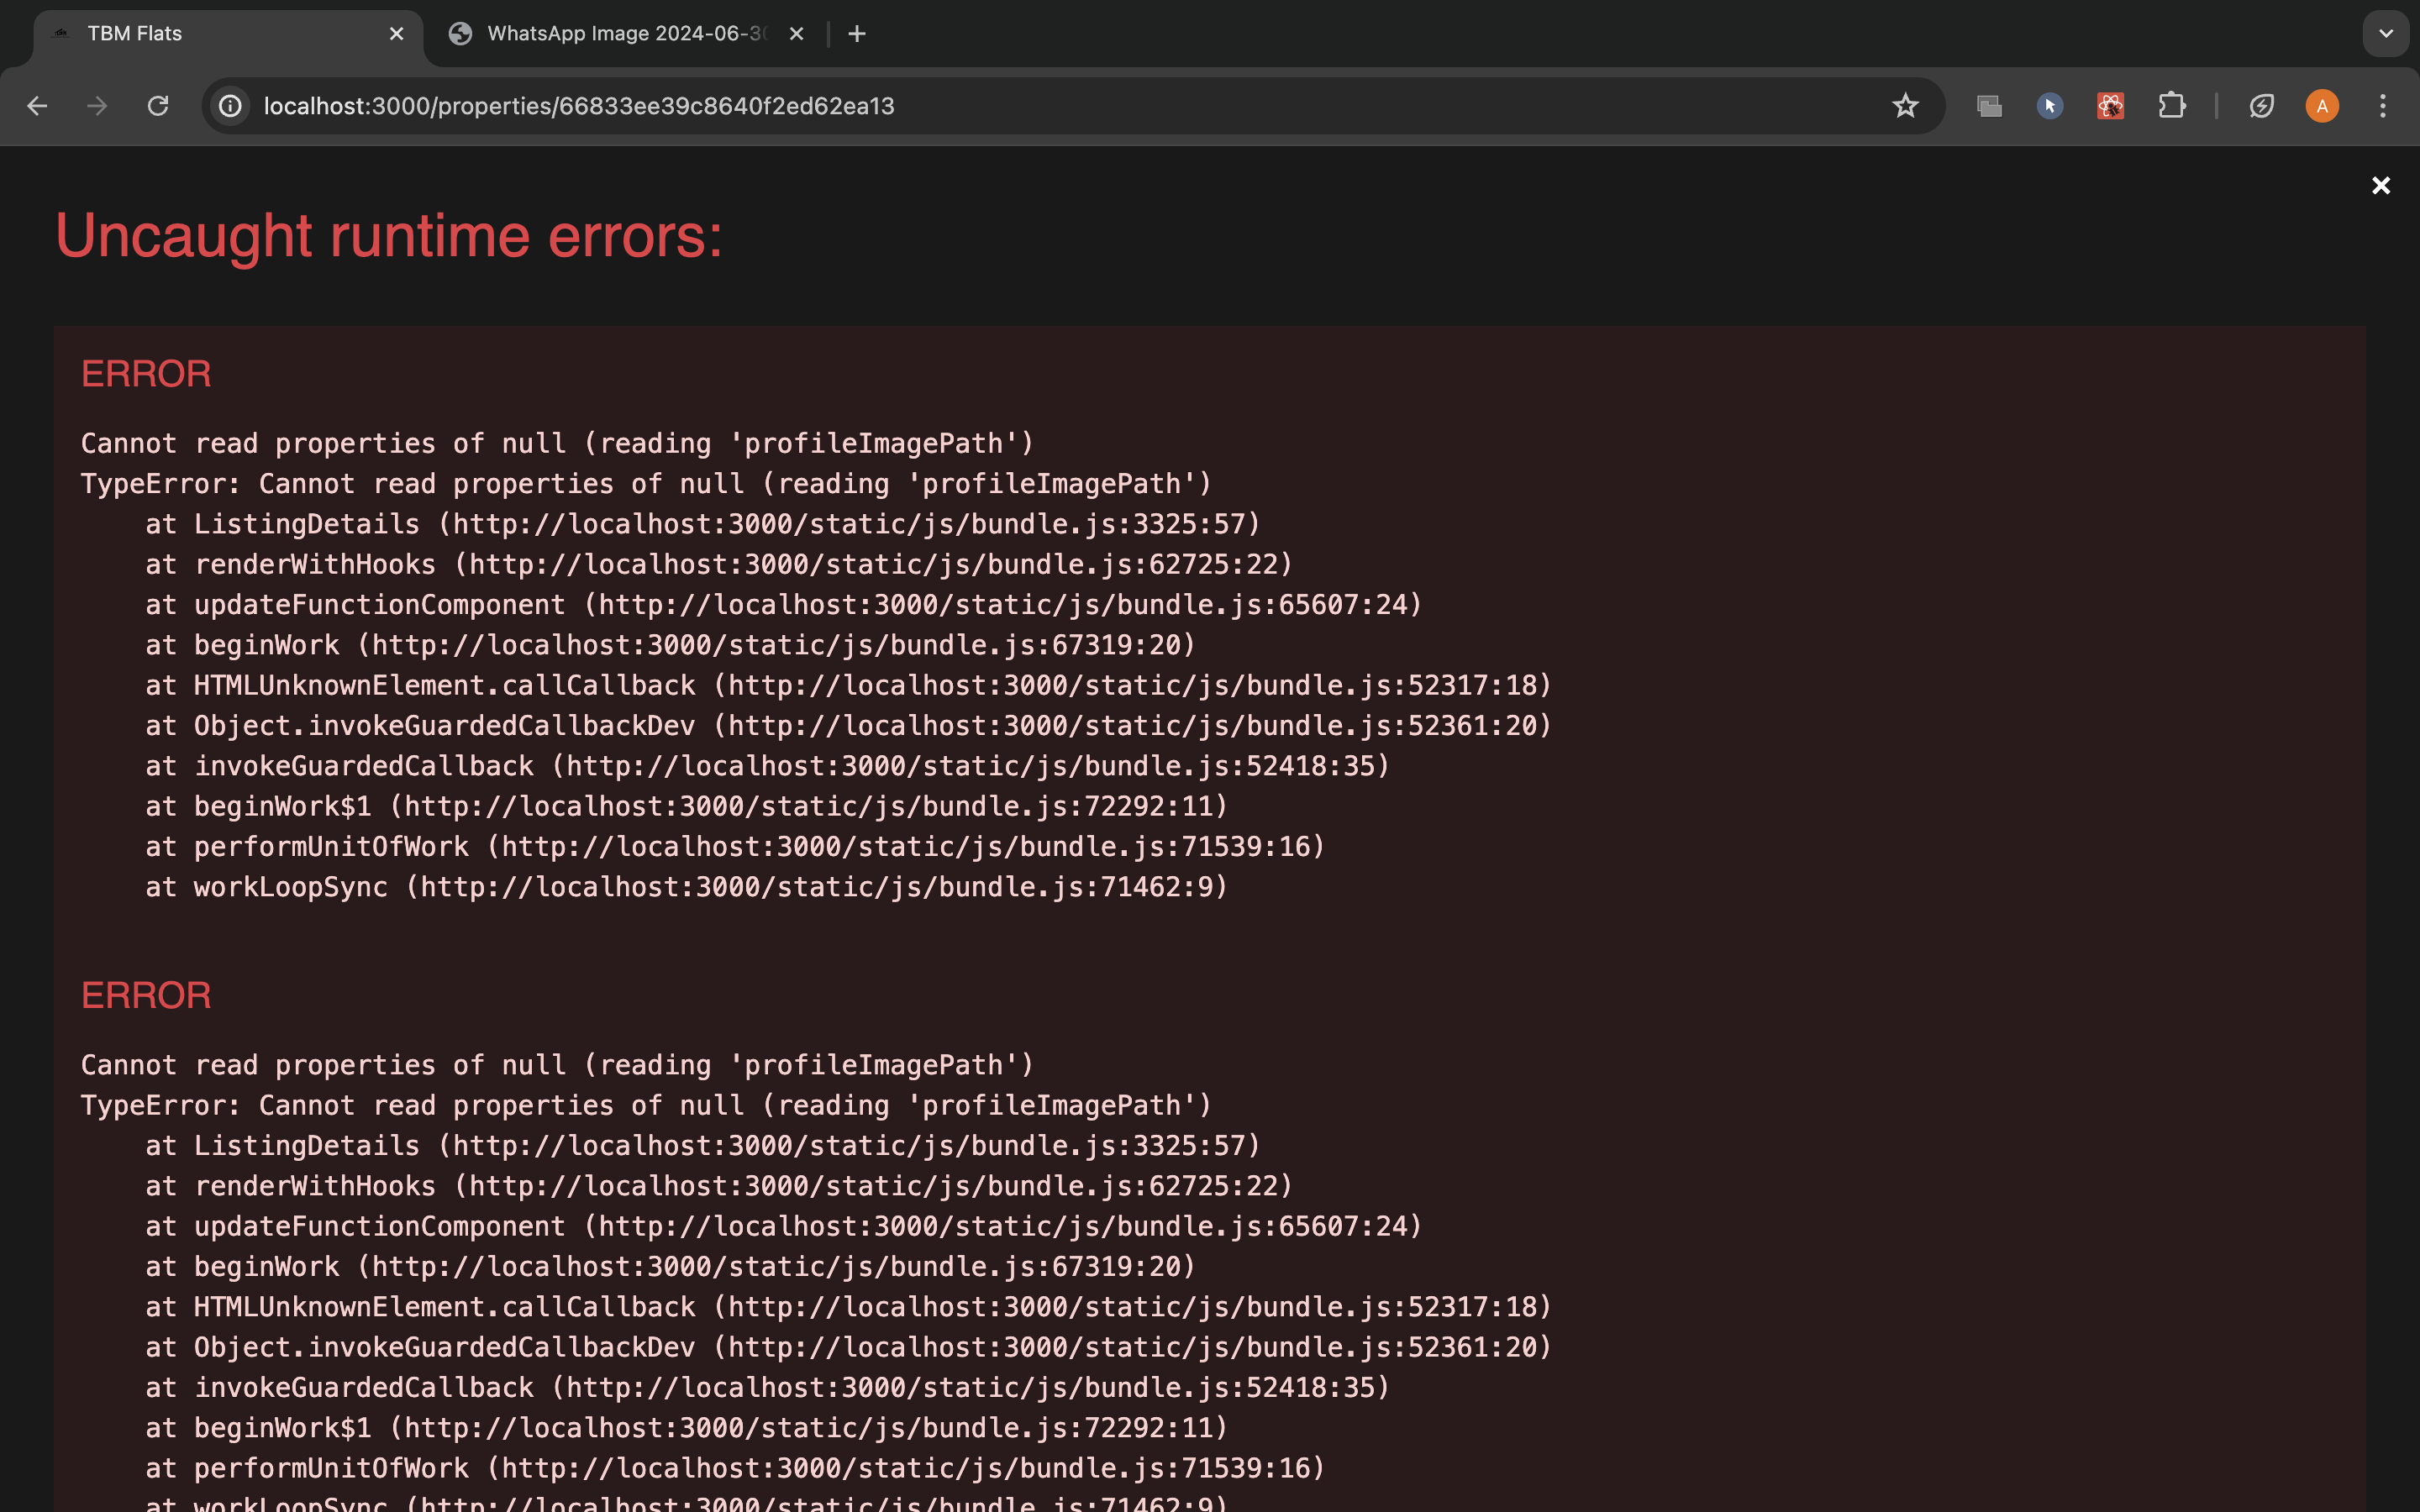 TBM Flats
WhatsApp Image 2024-06-30
localhost:3000/properties/66833ee39c8640f2ed62ea13
A
Uncaught runtime errors:
ERROR
Cannot read properties of null (reading 'profileImagePath')
TypeError: Cannot read properties of null (reading 'profileImagePath')
at ListingDetails (http://localhost:3000/static/js/bundle.js:3325:57)
at renderWithHooks (http://localhost:3000/static/js/bundle.js:62725:22)
at updateFunctionComponent (http://localhost:3000/static/js/bundle.js:65607:24)
at beginWork (http://localhost:3000/static/js/bundle.js:67319:20)
at HTMLUnknownElement.callCallback (http://localhost:3000/static/js/bundle.js:52317:18)
at Object.invokeGuardedCallbackDev (http://localhost:3000/static/js/bundle.js:52361:20)
at invokeGuardedCallback (http://localhost:3000/static/js/bundle.js:52418:35)
at beginWork$1 (http://localhost:3000/static/js/bundle.js:72292:11)
at performUnitOfWork (http://localhost:3000/static/js/bundle.js:71539:16)
at workLoopSync (http://localhost:3000/static/js/bundle.js:71462:9)
ERROR
Cannot read properties of null (reading 'profileImagePath')
TypeError: Cannot read properties of null (reading 'profileImagePath')
at ListingDetails (http://localhost:3000/static/js/bundle.js:3325:57)
at renderWithHooks (http://localhost:3000/static/js/bundle.js:62725:22)
at updateFunctionComponent (http://localhost:3000/static/js/bundle.js:65607:24)
at beginWork (http://localhost:3000/static/js/bundle.js:67319:20)
at HTMLUnknownElement.callCallback (http://localhost:3000/static/js/bundle.js:52317:18)
at Object.invokeGuardedCallbackDev (http://localhost:3000/static/js/bundle.js:52361:20)
at invokeGuardedCallback (http://localhost:3000/static/js/bundle.js:52418:35)
at beginWork$1 (http://localhost:3000/static/js/bundle.js:72292:11)
at performUnitOfWork (http://localhost:3000/static/js/bundle.js:71539:16)
at workLoopSync (http://localhost:3000/static/js/bundle.js:71462:9)